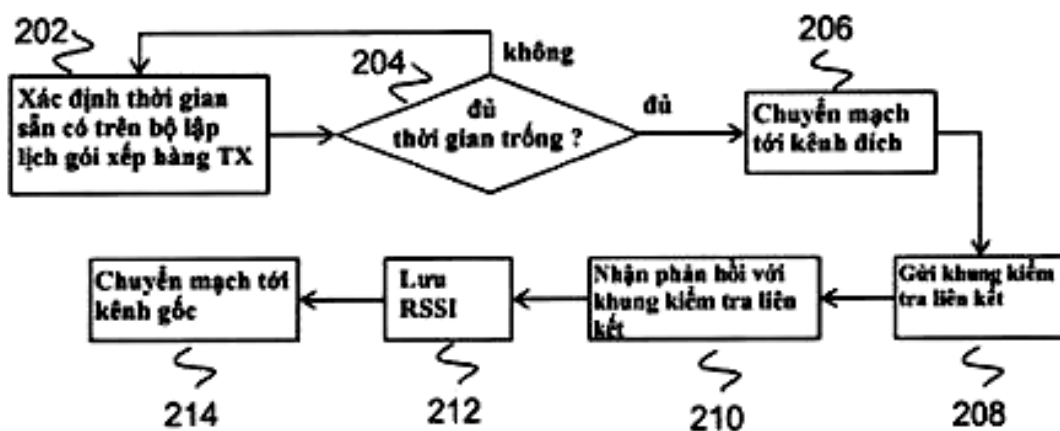 202
Xác định thời gian
sẵn có trên bộ lập
lịch gói xếp hàng TX
204
không
đủ
thời gian trống ?
đủ
206
Chuyển mạch
tới kênh đích
Gửi khung kiểm
tra liên kết
208
Nhận phản hồi với
khung kiểm tra liên
kết
210
Lưu
RSSI
212
Chuyển mạch tới
kênh gốc
214